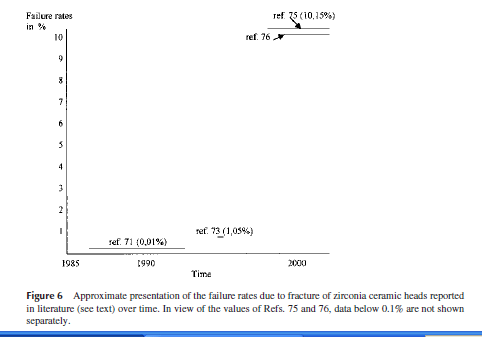 Failure rates
in %
ref. 75 (10,15%)
10
ref. 76
9
8
7
6
5
4
3
2
1
ref. 73 (1,05%)
ref. 71 (0,01%)
1985
1990
2000
Time
Figure 6 Approximate presentation of the failure rates due to fracture of zirconia ceramic heads reported
in literature (see text) over time. In view of the values of Refs. 75 and 76, data below 0.1% are not shown
separately.